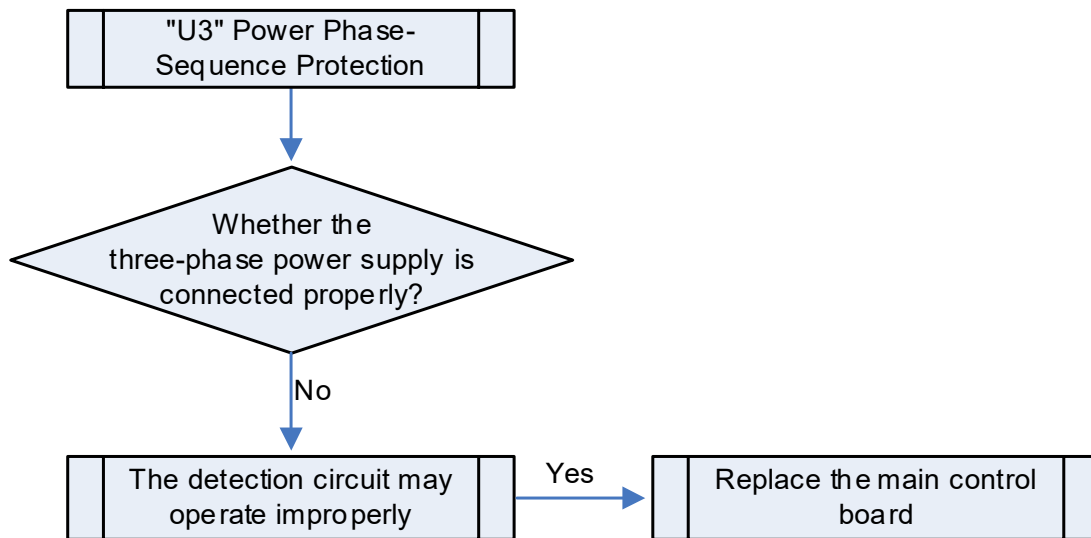 "U3" Power Phase-
Sequence Protection
Whether the
three-phase power supply is
connected properly?
No
The detection circuit may
operate improperly
Yes
Replace the main control
board